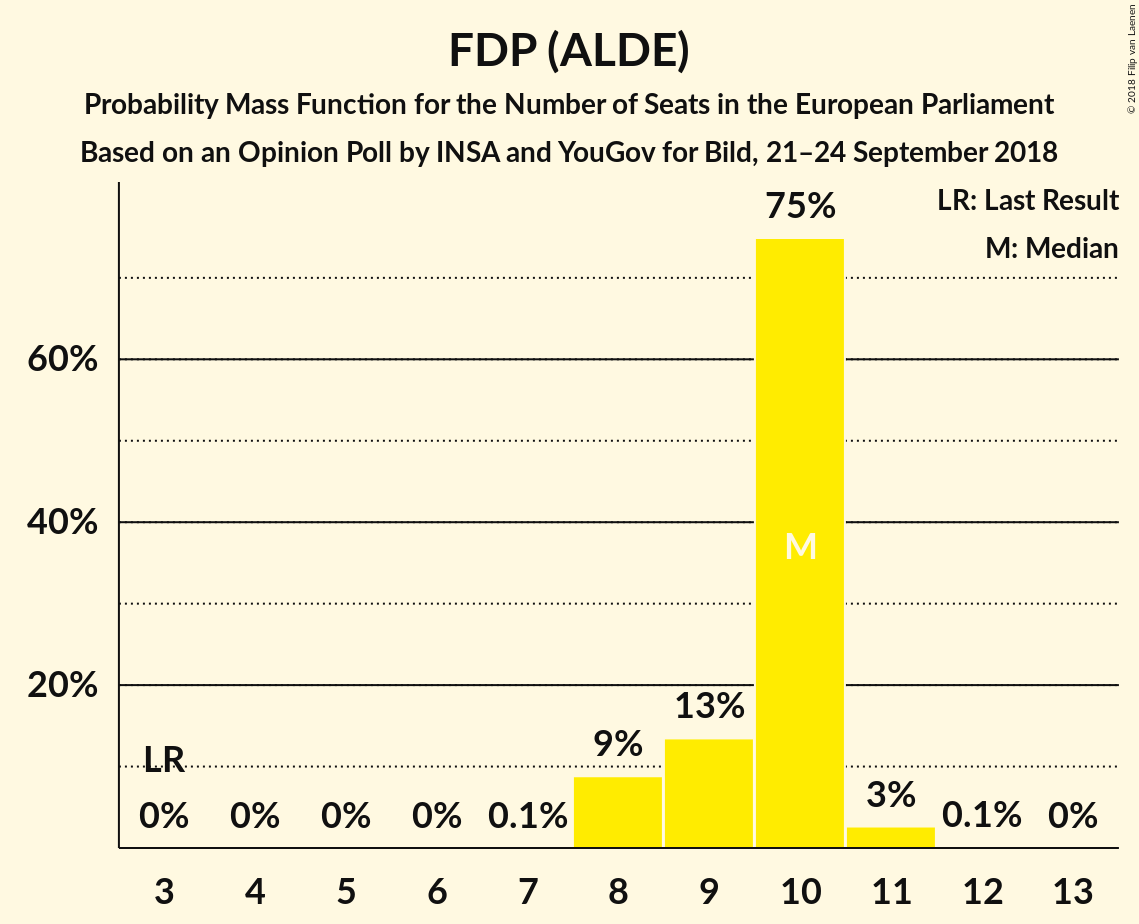 FDP (ALDE)
Probability Mass Function for the Number of Seats in the European Parliament
Based on an Opinion Poll by INSA and YouGov for Bild, 21–24 September 2018
© 2018 Filip van Laenen
LR: Last Result
M: Median
60%
40%
20%
LR
0% 0% 0% 0% 0.1% 9% 13% 75% 3% 0.1% 0%
M
3 4 5 6 7 8 9 10 11 12 13